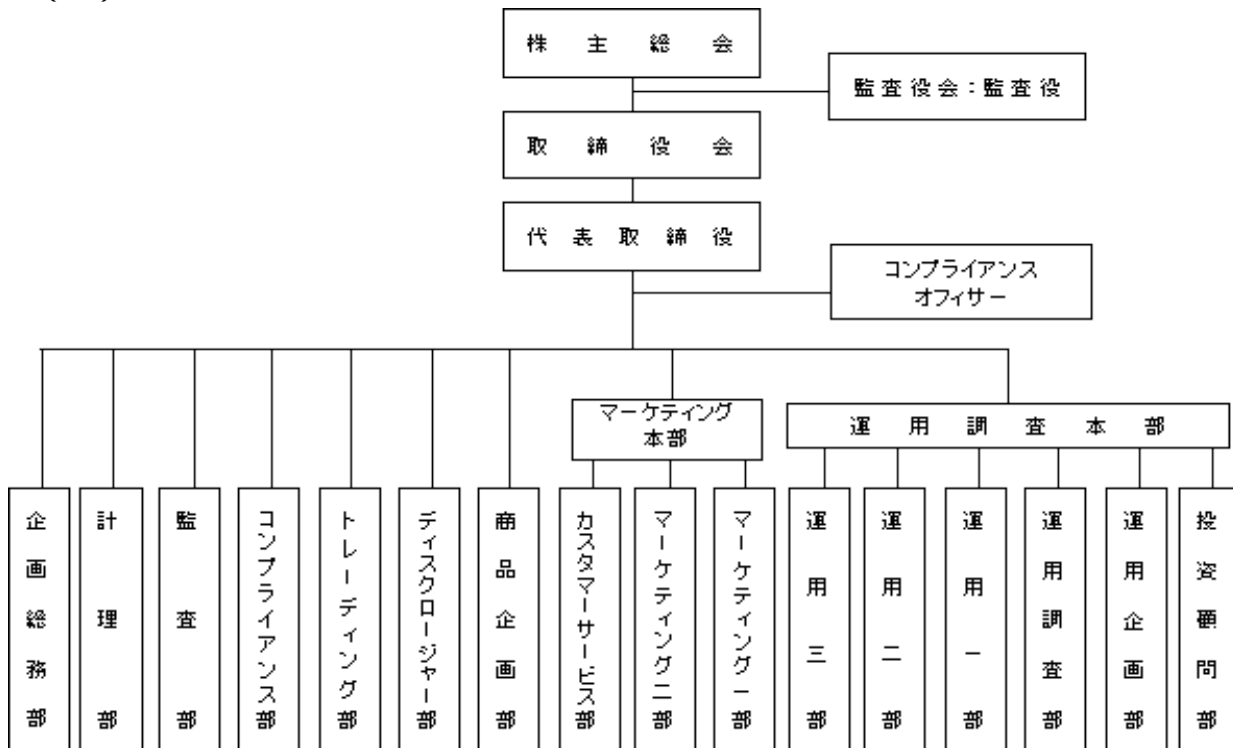 株主総会
監査役会：監査役
取締役会
代表取締役
コンプライアンス
オフィサー
マーケティング
本部
運用調査本部
企画総務部
計理部
監査部
コンプライアンス部
トレーディング部
ディスクロージャー部
商品企画部
カスタマーサービス部
マーケティング二部
マーケティング一部
運用三部
運用二部
運用一部
運用調査部
運用企画部
投資顧問部